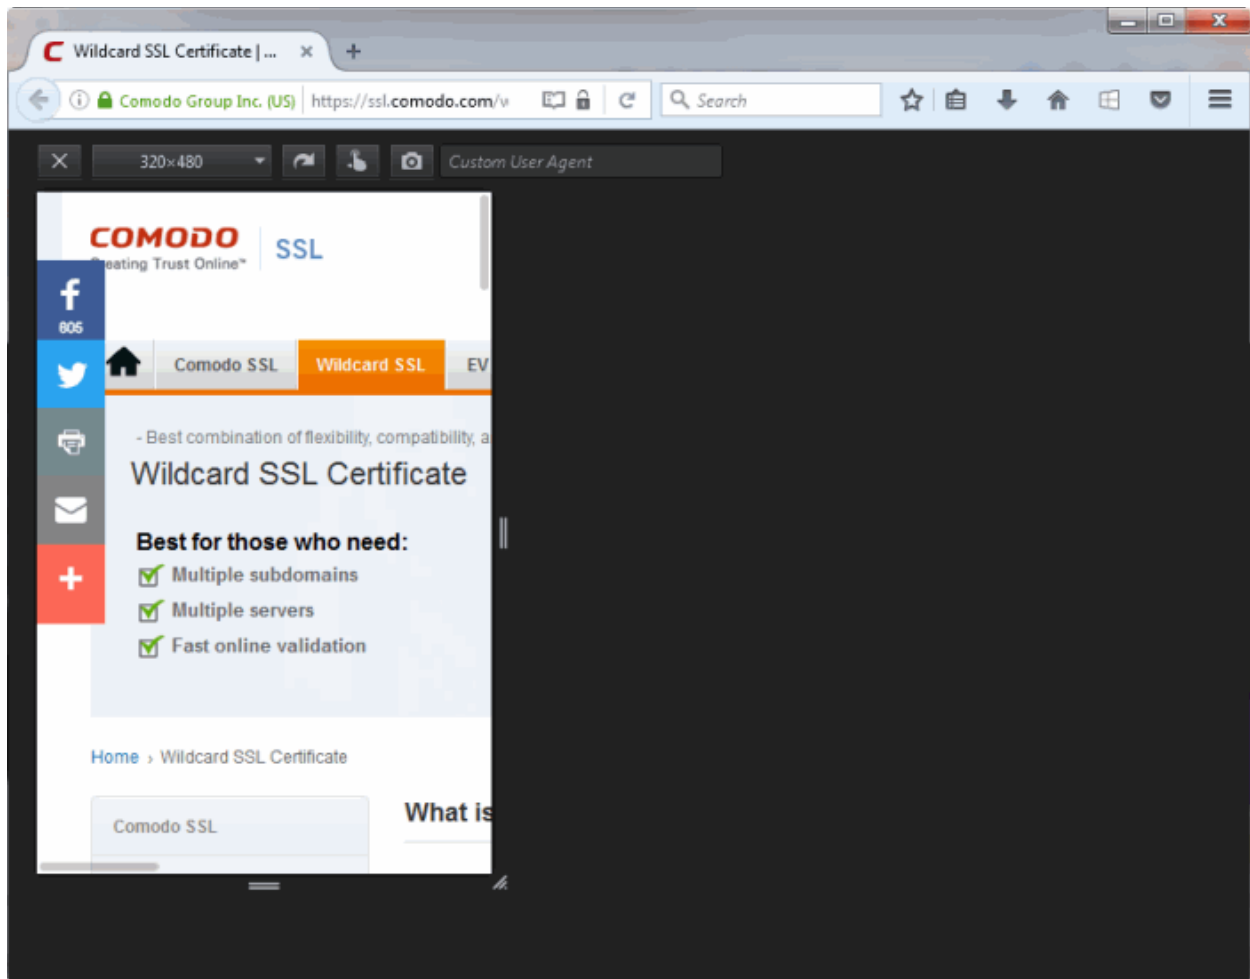 Wildcard SSL Certificate | ...
Comodo Group Inc. (US) https://ssl.comodo.com/w Search
320×480 Custom User Agent
COMODO SSL
Creating Trust Online™
605
Comodo SSL Wildcard SSL EV
- Best combination of flexibility, compatibility, a
Wildcard SSL Certificate
Best for those who need:
Multiple subdomains
Multiple servers
Fast online validation
Home › Wildcard SSL Certificate
What is
Comodo SSL